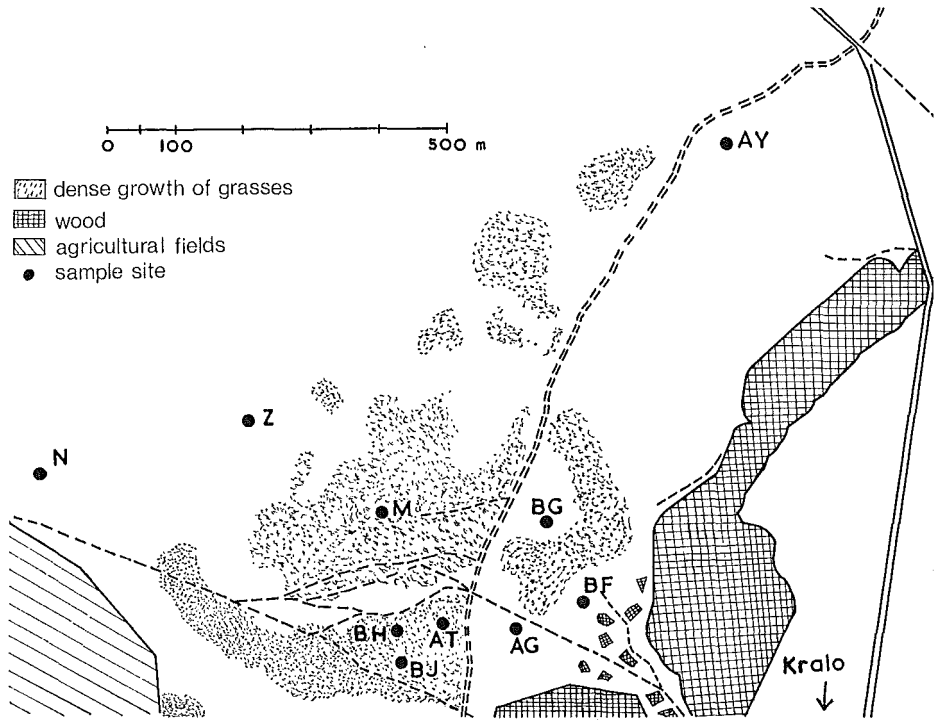 0 100 500 m
dense growth of grasses
wood
agricultural fields
sample site
AY
Z
N
M
BG
BF
BH
AT
AG
BJ
Kralo